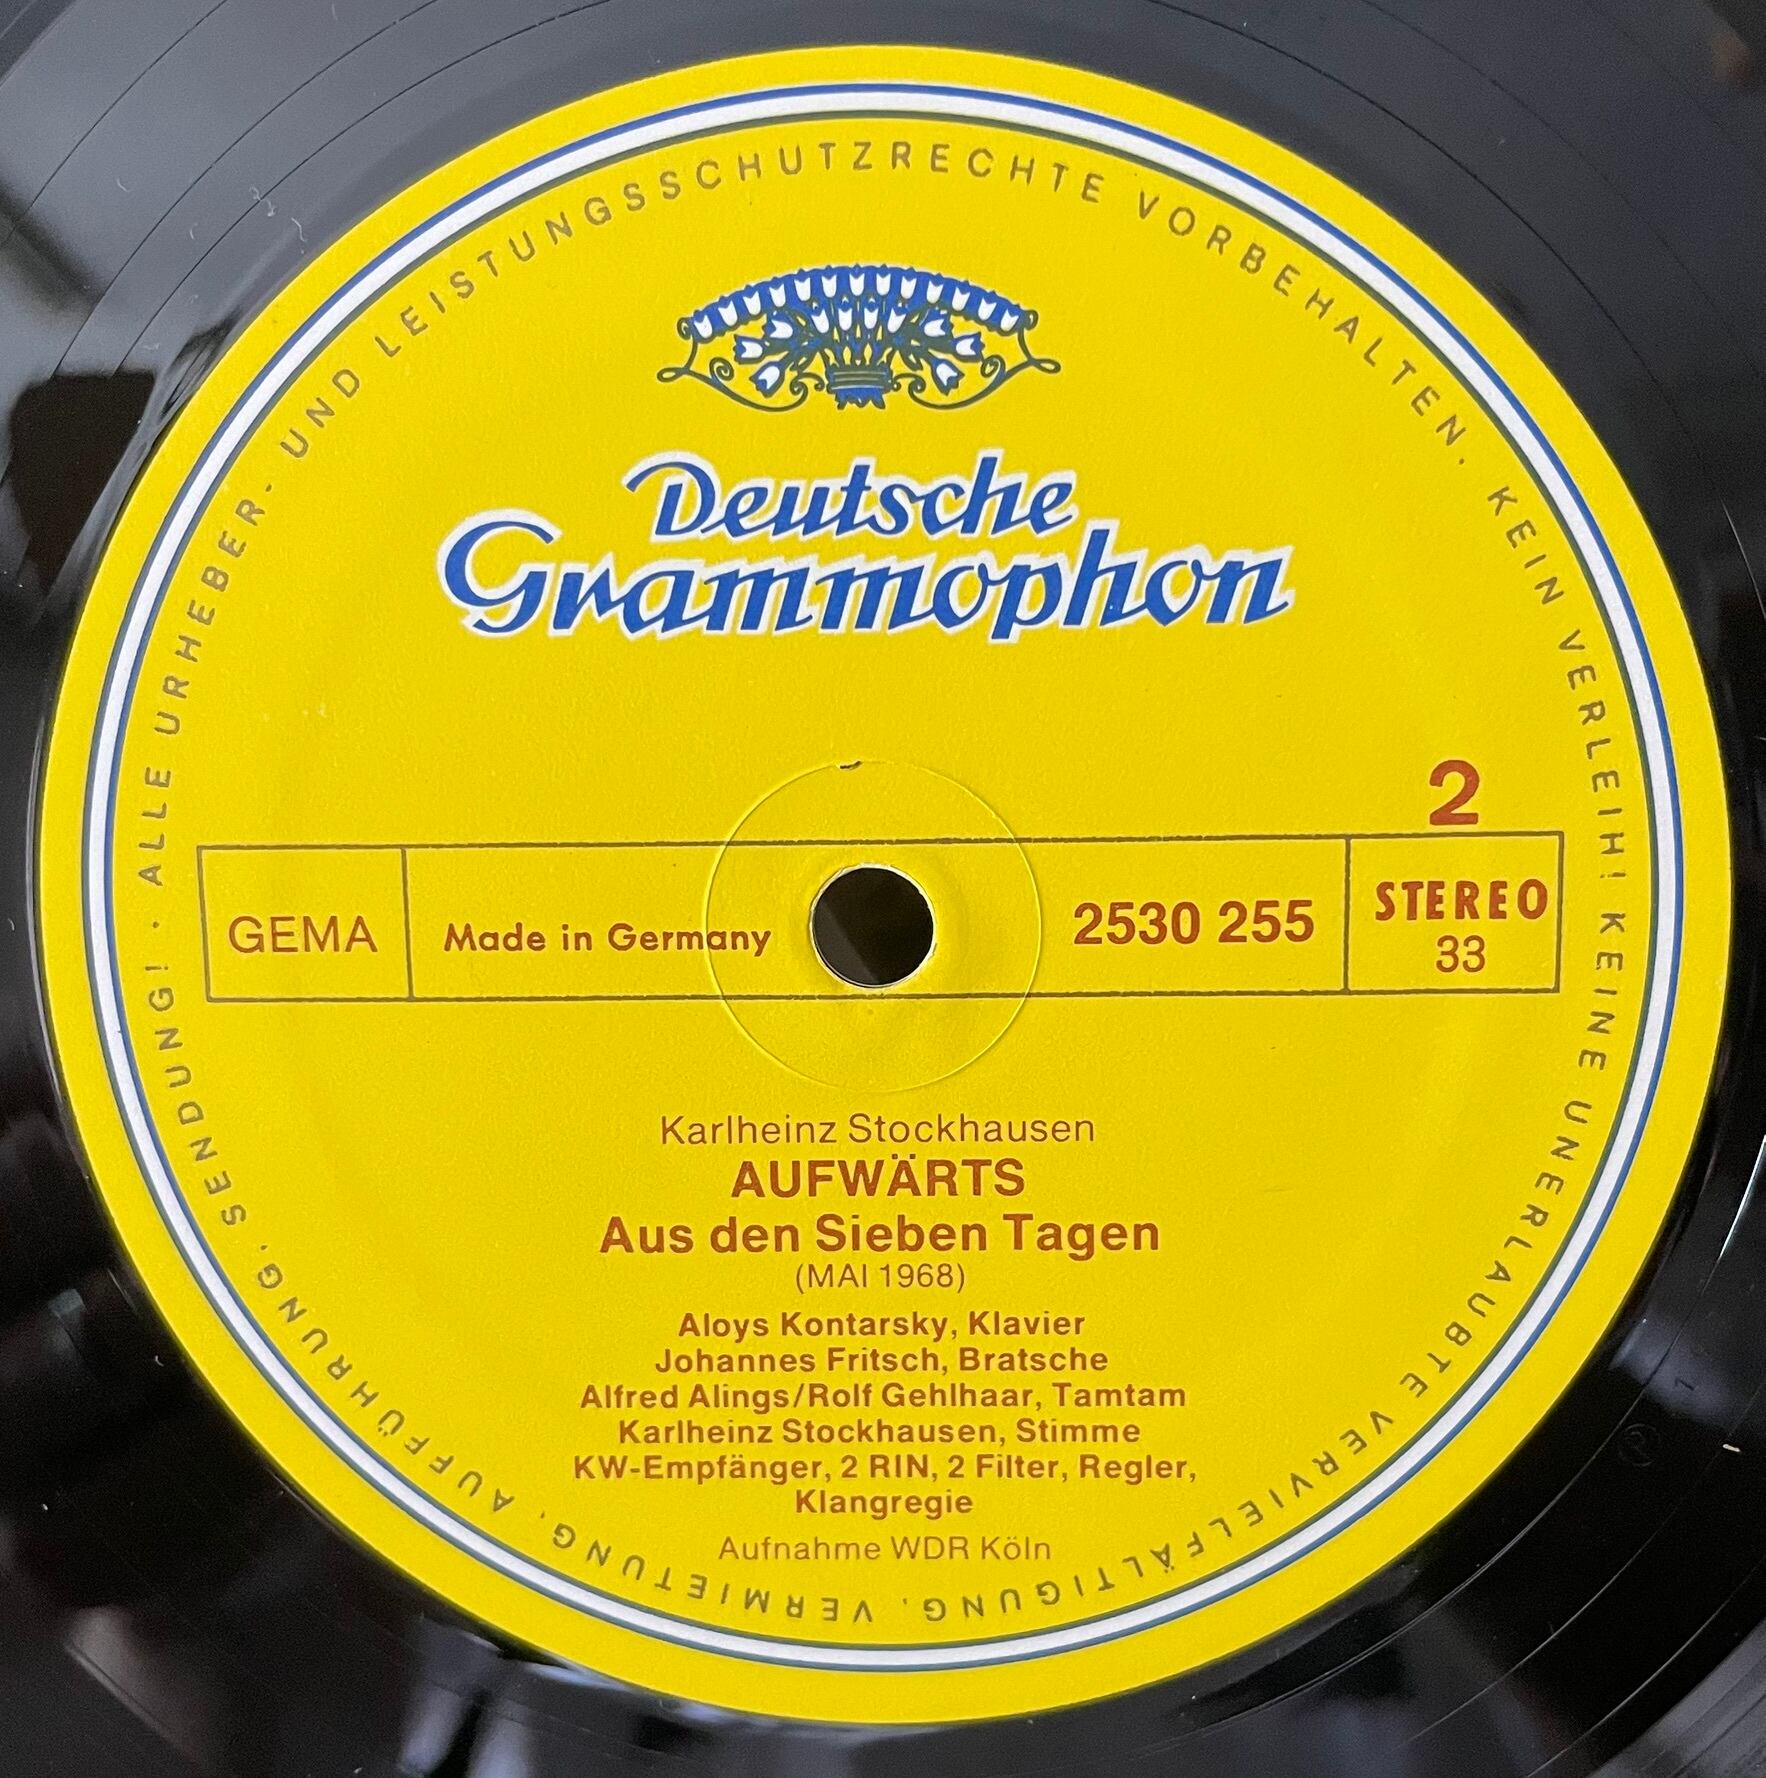 ALLE URHEBER- UND LEISTUNGSSCHUTZRECHTE VORBEHALTEN. KEIN VERLEIH! KEINE UNERLAUBTE VERVIELFÄLTIGUNG, VERMIETUNG, AUFFÜHRUNG, SENDUNG! ·
Deutsche
Grammophon
2
GEMA
Made in Germany
2530 255
STEREO
33
Karlheinz Stockhausen
AUFWÄRTS
Aus den Sieben Tagen
(MAI 1968)
Aloys Kontarsky, Klavier
Johannes Fritsch, Bratsche
Alfred Alings/Rolf Gehlhaar, Tamtam
Karlheinz Stockhausen, Stimme
KW-Empfänger, 2 RIN, 2 Filter, Regler,
Klangregie
Aufnahme WDR Köln